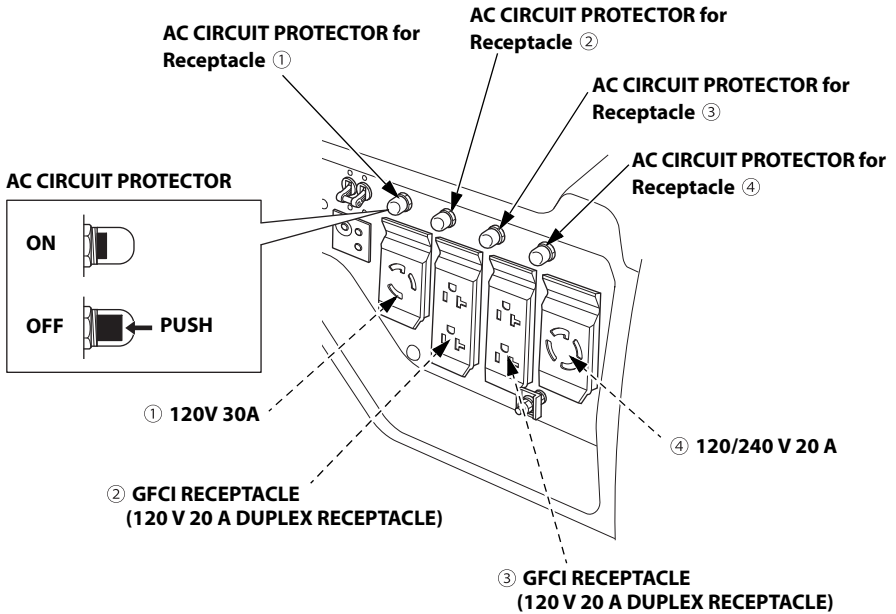 AC CIRCUIT PROTECTOR for
Receptacle ①
AC CIRCUIT PROTECTOR for
Receptacle ②
AC CIRCUIT PROTECTOR for
Receptacle ③
AC CIRCUIT PROTECTOR for
Receptacle ④
AC CIRCUIT PROTECTOR
ON
OFF
PUSH
① 120V 30A
④ 120/240 V 20 A
② GFCI RECEPTACLE
(120 V 20 A DUPLEX RECEPTACLE)
③ GFCI RECEPTACLE
(120 V 20 A DUPLEX RECEPTACLE)